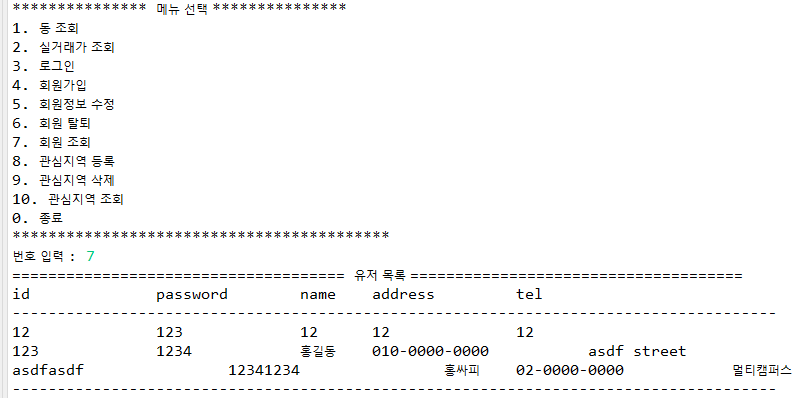 *************** 메뉴 선택 ***************
1. 동 조회
2. 실거래가 조회
3. 로그인
4. 회원가입
5. 회원정보 수정
6. 회원 탈퇴
7. 회원 조회
8. 관심지역 등록
9. 관심지역 삭제
10. 관심지역 조회
0. 종료
******************************************
번호 입력 : 7
===================================== 유저 목록 =====================================
id password name address tel
-------------------------------------------------------------------------------------
12 123 12 12 12
123 1234 홍길동 010-0000-0000 asdf street
asdfasdf 12341234 홍싸피 02-0000-0000 멀티캠퍼스
-------------------------------------------------------------------------------------